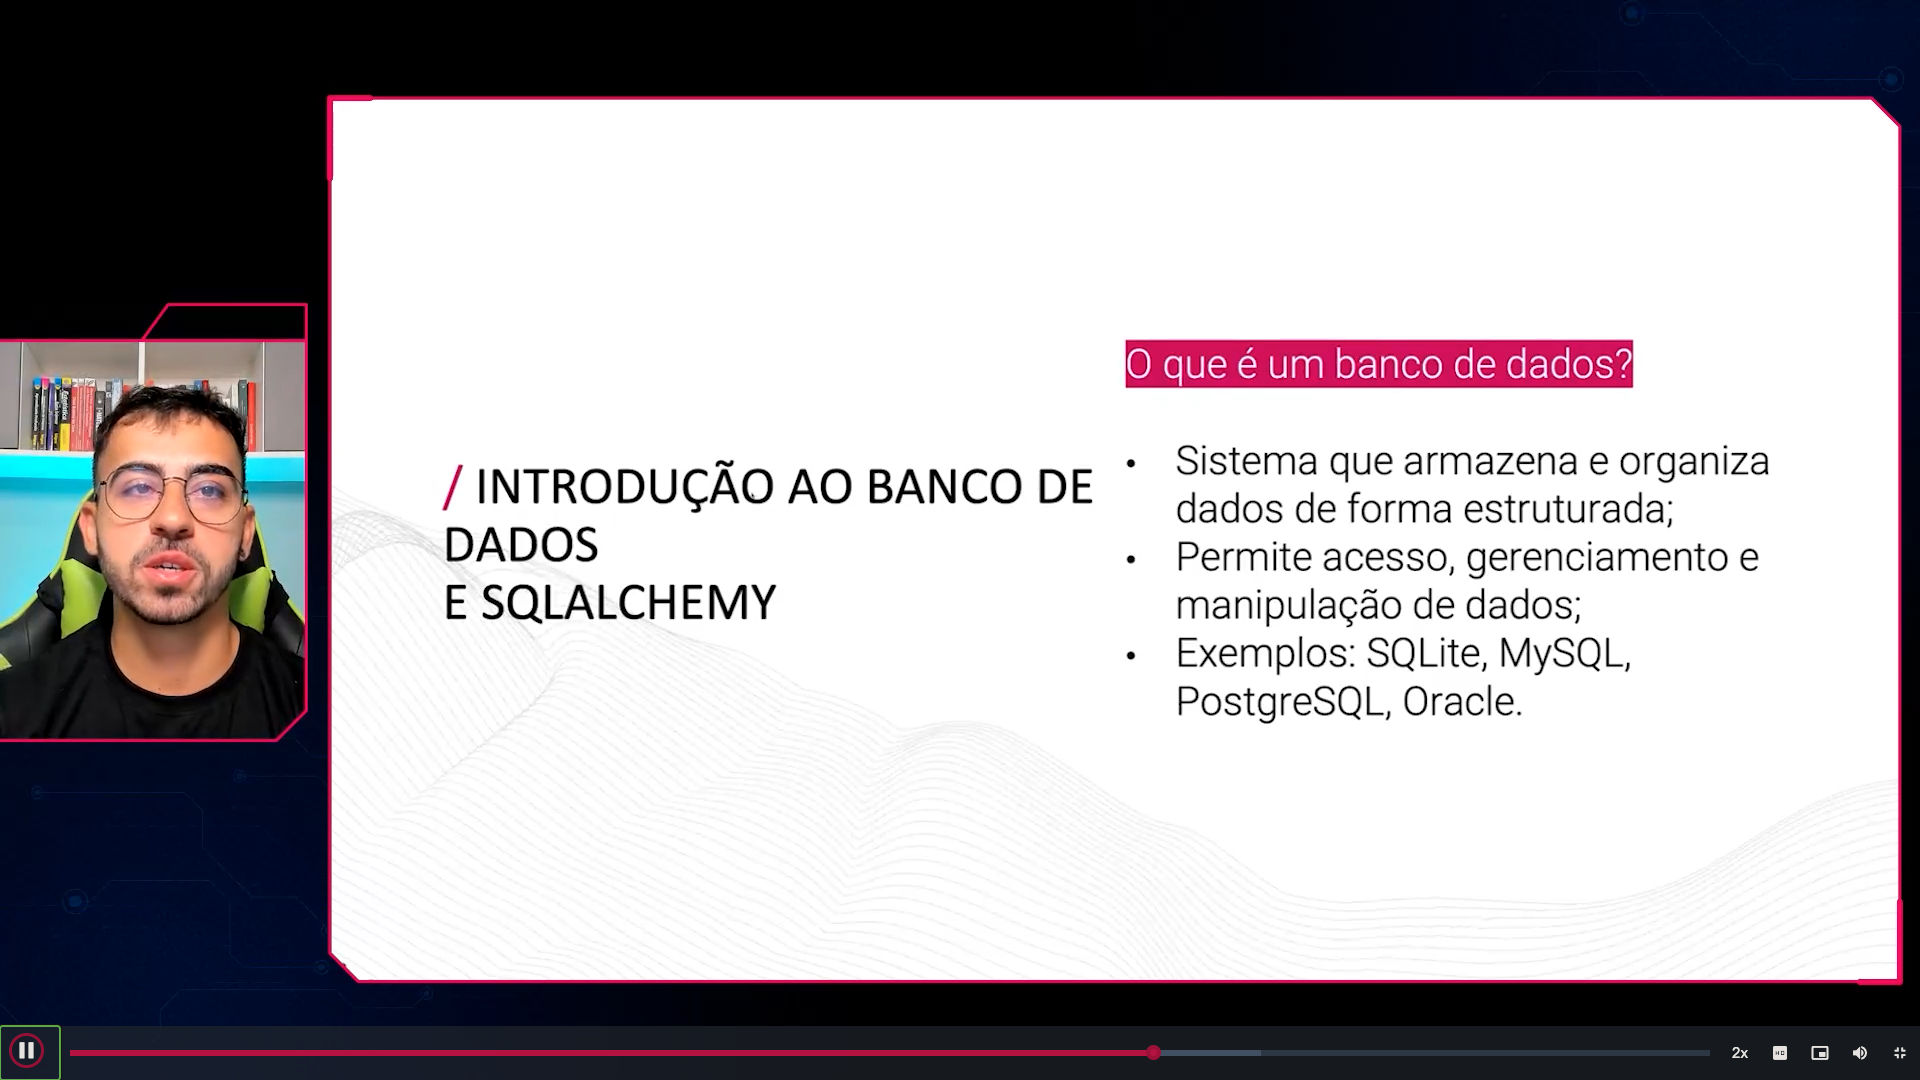 / INTRODUÇÃO AO BANCO DE
DADOS
E SQLALCHEMY
O que é um banco de dados?
• Sistema que armazena e organiza
dados de forma estruturada;
• Permite acesso, gerenciamento e
manipulação de dados;
• Exemplos: SQLite, MySQL,
PostgreSQL, Oracle.
2x